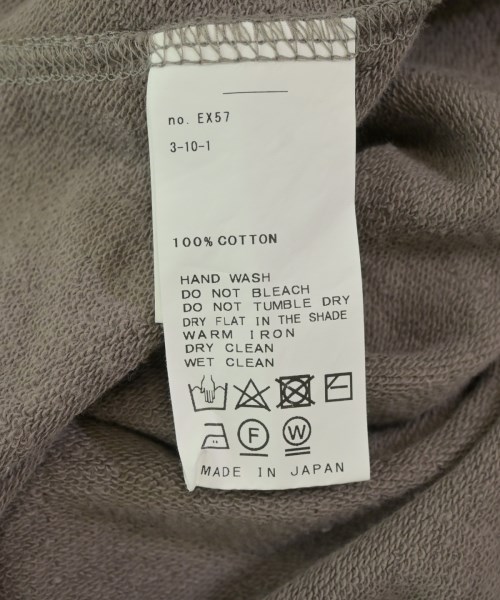 no. EX57
3-10-1
100% COTTON
HAND WASH
DO NOT BLEACH
DO NOT TUMBLE DRY
DRY FLAT IN THE SHADE
WARM IRON
DRY CLEAN
WET CLEAN
F W
MADE IN JAPAN